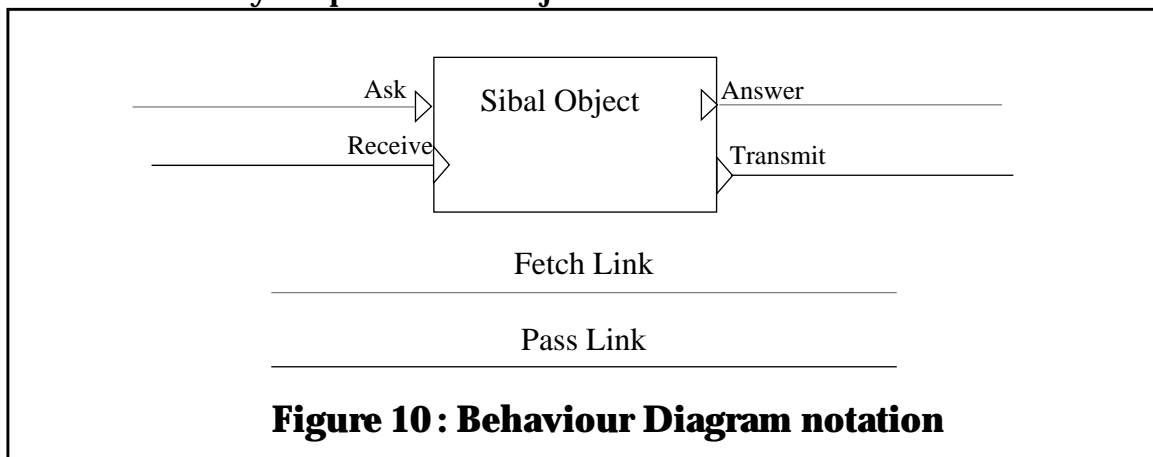 Ask
Sibal Object
Answer
Receive
Transmit
Fetch Link
Pass Link
Figure 10 : Behaviour Diagram notation